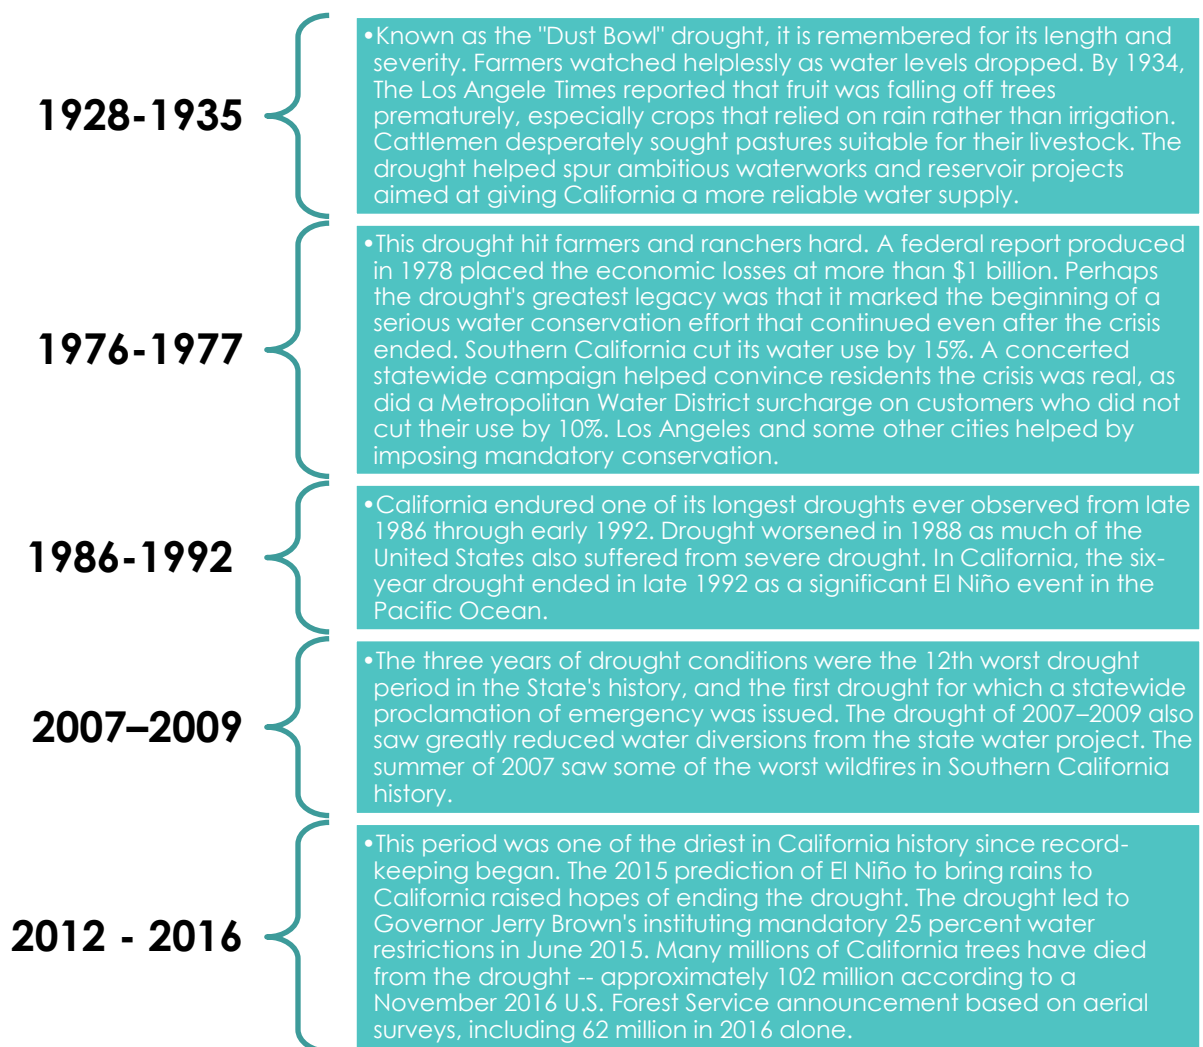 1928-1935
•Known as the "Dust Bowl" drought, it is remembered for its length and
severity. Farmers watched helplessly as water levels dropped. By 1934,
The Los Angele Times reported that fruit was falling off trees
prematurely, especially crops that relied on rain rather than irrigation.
Cattlemen desperately sought pastures suitable for their livestock. The
drought helped spur ambitious waterworks and reservoir projects
aimed at giving California a more reliable water supply.
1976-1977
•This drought hit farmers and ranchers hard. A federal report produced
in 1978 placed the economic losses at more than $1 billion. Perhaps
the drought's greatest legacy was that it marked the beginning of a
serious water conservation effort that continued even after the crisis
ended. Southern California cut its water use by 15%. A concerted
statewide campaign helped convince residents the crisis was real, as
did a Metropolitan Water District surcharge on customers who did not
cut their use by 10%. Los Angeles and some other cities helped by
imposing mandatory conservation.
1986-1992
•California endured one of its longest droughts ever observed from late
1986 through early 1992. Drought worsened in 1988 as much of the
United States also suffered from severe drought. In California, the six-
year drought ended in late 1992 as a significant El Niño event in the
Pacific Ocean.
2007–2009
•The three years of drought conditions were the 12th worst drought
period in the State's history, and the first drought for which a statewide
proclamation of emergency was issued. The drought of 2007–2009 also
saw greatly reduced water diversions from the state water project. The
summer of 2007 saw some of the worst wildfires in Southern California
history.
2012 - 2016
•This period was one of the driest in California history since record-
keeping began. The 2015 prediction of El Niño to bring rains to
California raised hopes of ending the drought. The drought led to
Governor Jerry Brown's instituting mandatory 25 percent water
restrictions in June 2015. Many millions of California trees have died
from the drought -- approximately 102 million according to a
November 2016 U.S. Forest Service announcement based on aerial
surveys, including 62 million in 2016 alone.